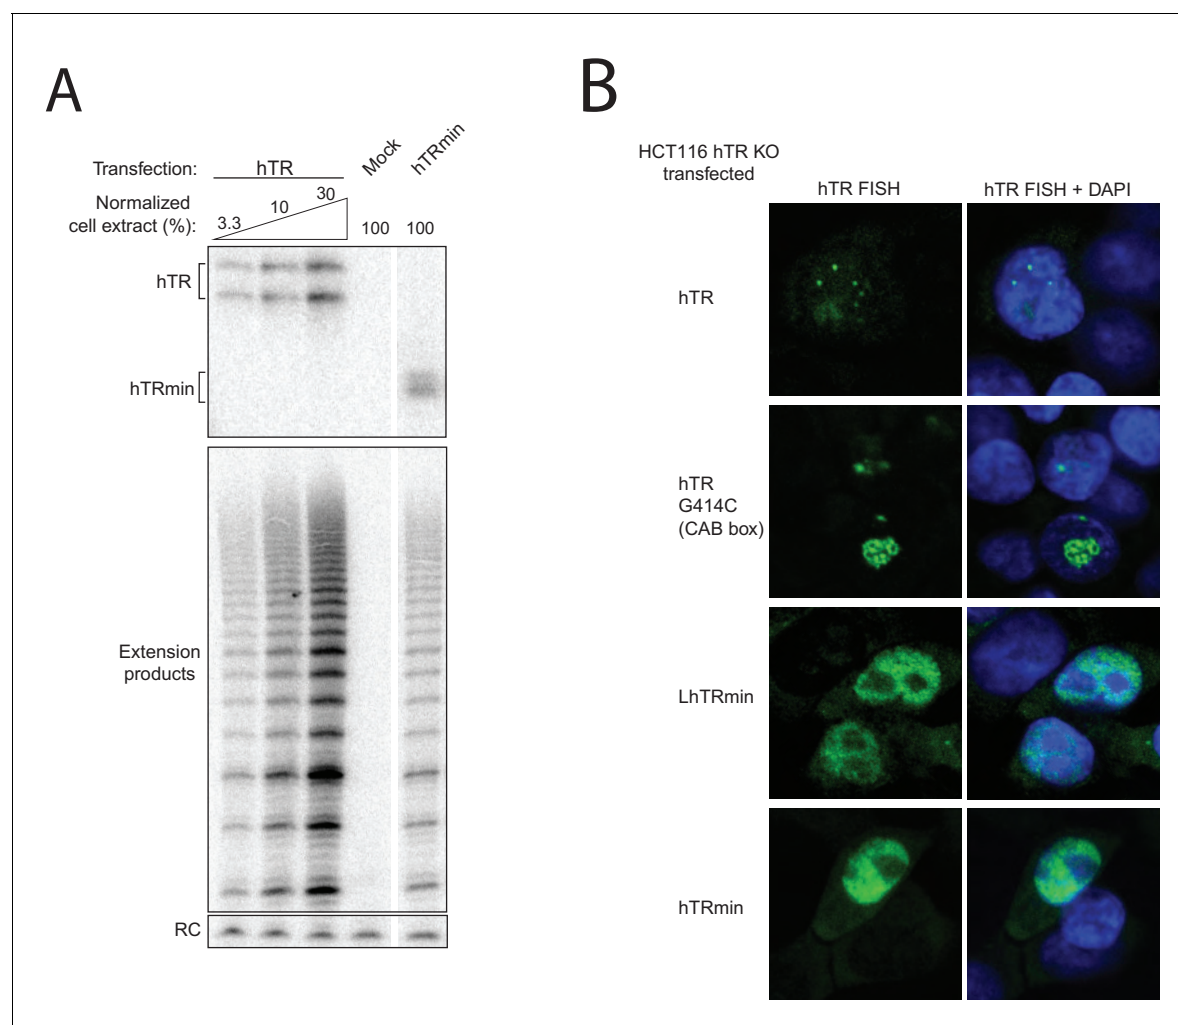 A
Transfection:
hTR
Mock
hTRmin
Normalized
cell extract (%):
3.3
10
30
100
100
hTR
hTRmin
Extension
products
RC
B
HCT116 hTR KO
transfected
hTR FISH
hTR FISH + DAPI
hTR
hTR
G414C
(CAB box)
LhTRmin
hTRmin